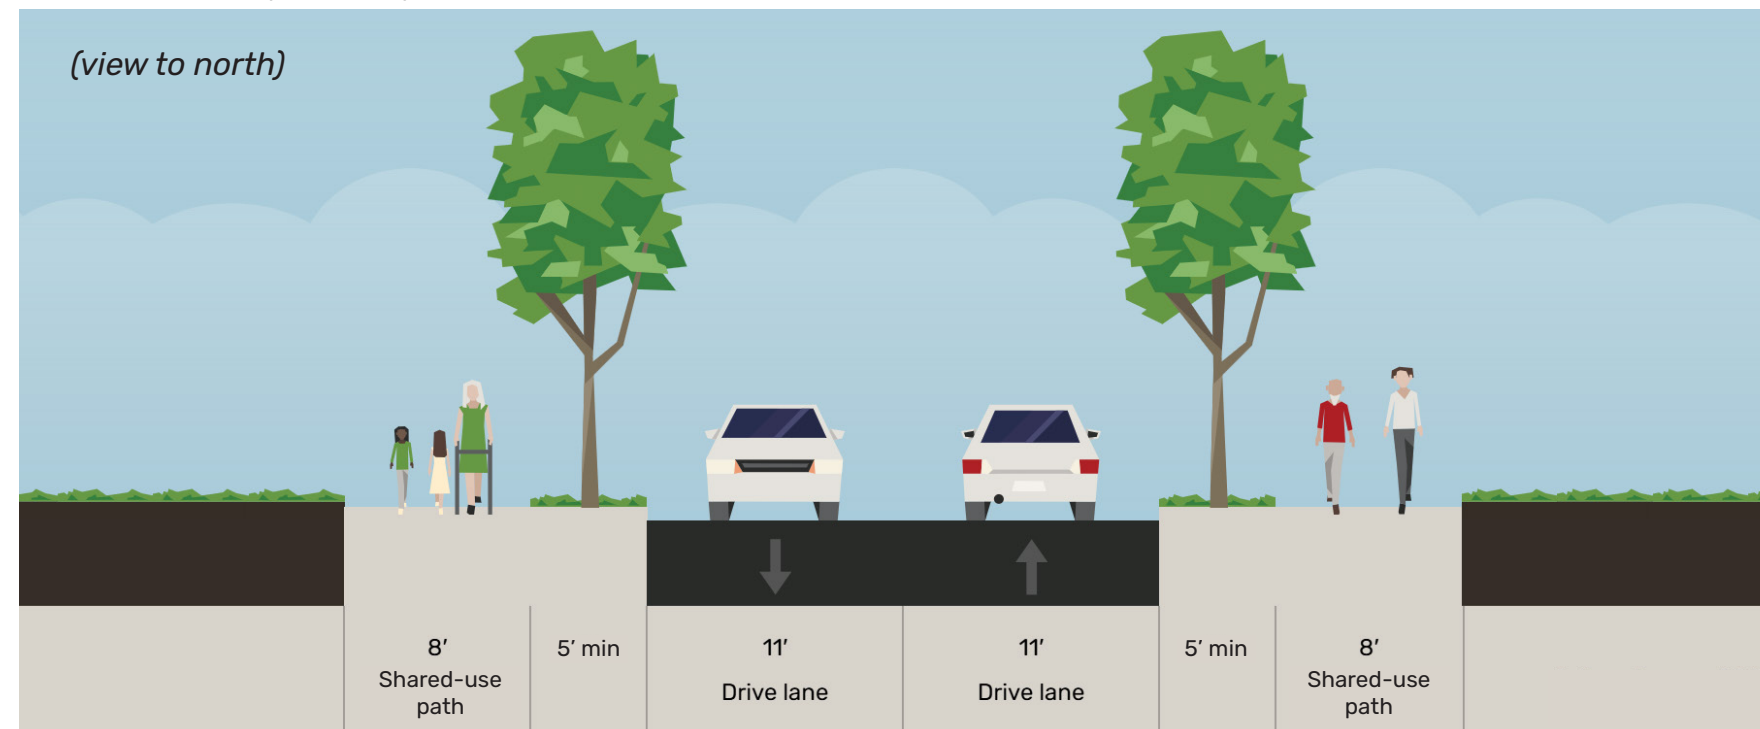 (view to north)
8’
Shared-use
path
5’ min
11’
Drive lane
11’
Drive lane
5’ min
8’
Shared-use
path